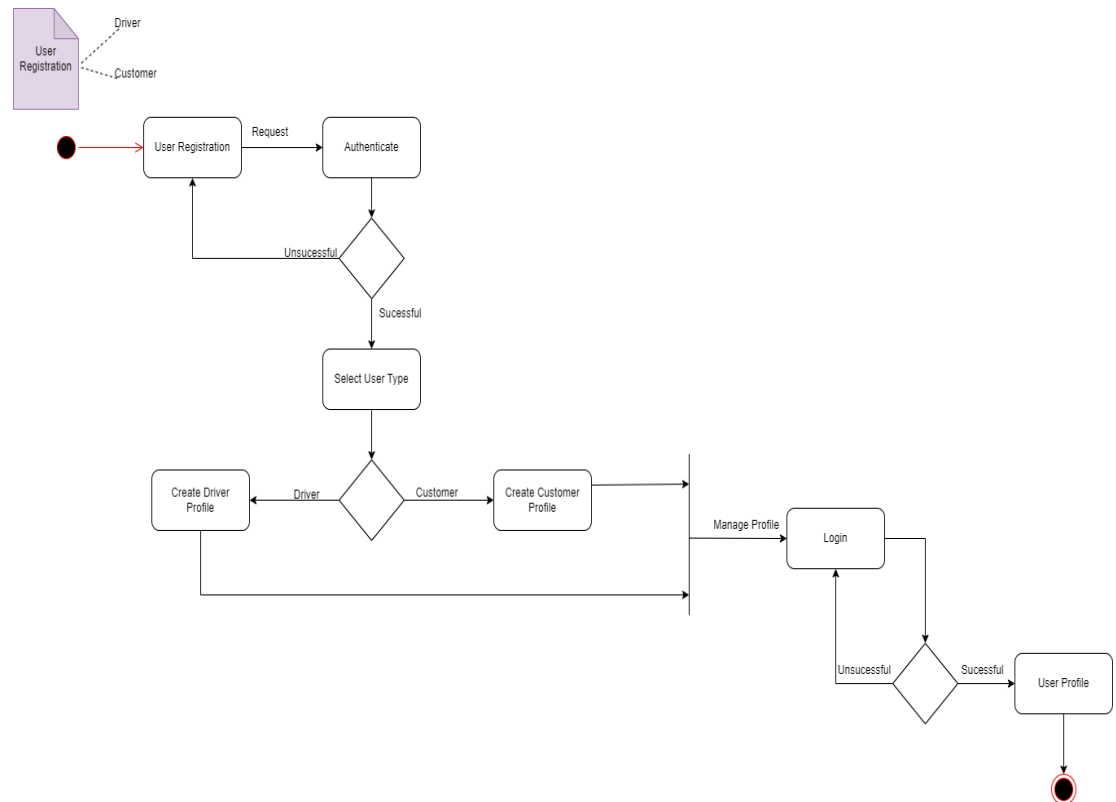 Driver
User
Registration
Customer
User Registration
Request
Authenticate
Unsucessful
Sucessful
Select User Type
Create Driver
Profile
Driver
Customer
Create Customer
Profile
Manage Profile
Login
Unsucessful
Sucessful
User Profile